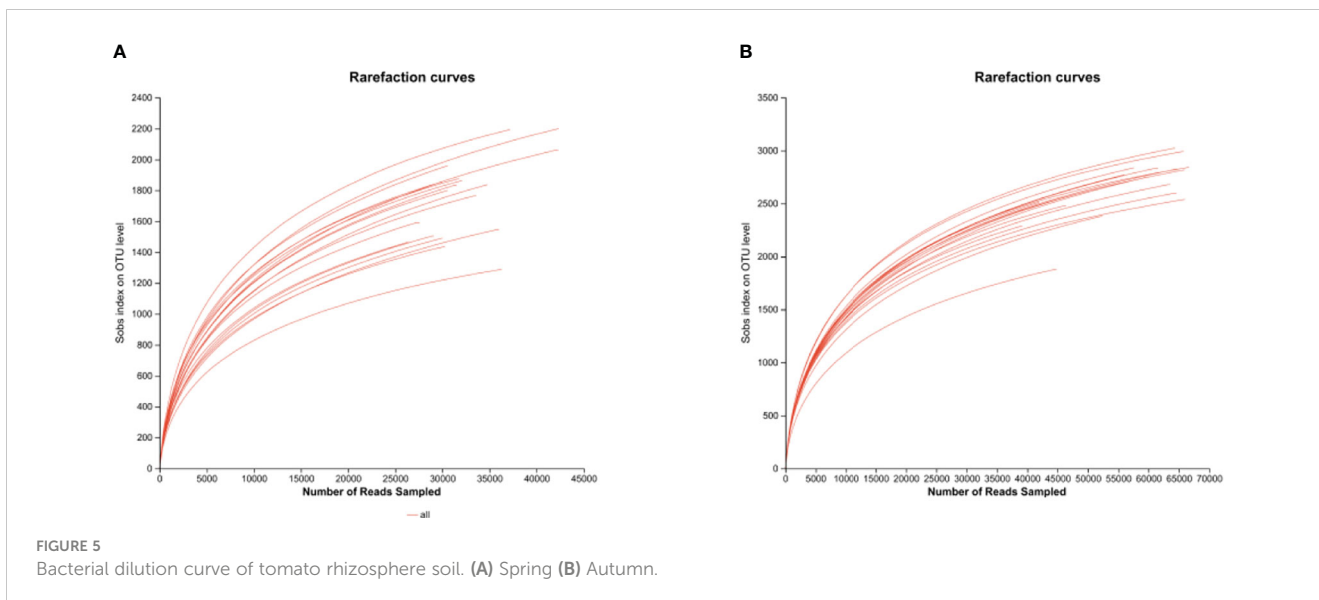 A
Rarefaction curves
Sobs index on OTU level
2400
2200
2000
1800
1600
1400
1200
1000
800
600
400
200
0
0 5000 10000 15000 20000 25000 30000 35000 40000 45000
Number of Reads Sampled
all
B
Rarefaction curves
Sobs index on OTU level
3500
3000
2500
2000
1500
1000
500
0
0 5000 10000 15000 20000 25000 30000 35000 40000 45000 50000 55000 60000 65000 70000
Number of Reads Sampled
FIGURE 5
Bacterial dilution curve of tomato rhizosphere soil. (A) Spring (B) Autumn.